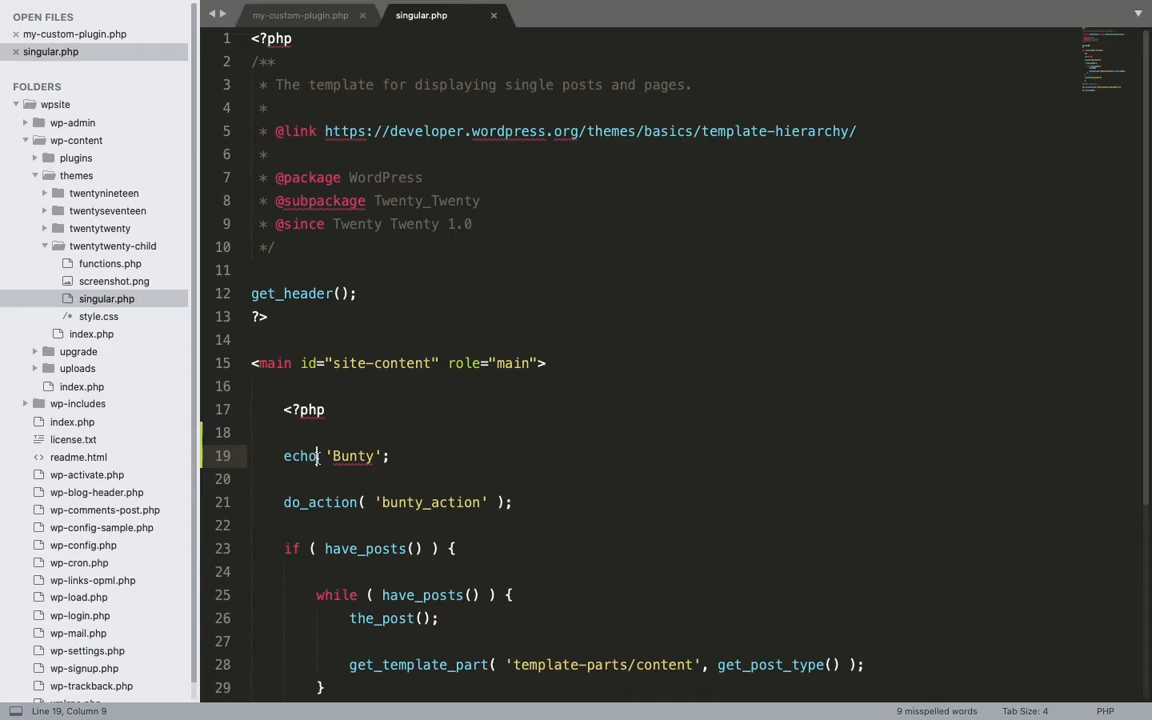 OPEN FILES
my-custom-plugin.php
singular.php
FOLDERS
wpsite
wp-admin
wp-content
plugins
themes
twentynineteen
twentyseventeen
twentytwenty
twentytwenty-child
functions.php
screenshot.png
singular.php
style.css
index.php
upgrade
uploads
index.php
wp-includes
index.php
license.txt
readme.html
wp-activate.php
wp-blog-header.php
wp-comments-post.php
wp-config-sample.php
wp-config.php
wp-cron.php
wp-links-opml.php
wp-load.php
wp-login.php
wp-mail.php
wp-settings.php
wp-signup.php
wp-trackback.php
my-custom-plugin.php singular.php
1 <?php
2 /**
3 * The template for displaying single posts and pages.
4 *
5 * @link https://developer.wordpress.org/themes/basics/template-hierarchy/
6 *
7 * @package WordPress
8 * @subpackage Twenty_Twenty
9 * @since Twenty Twenty 1.0
10 */
11
12 get_header();
13 ?>
14
15 <main id="site-content" role="main">
16
17 <?php
18
19 echo 'Bunty';
20
21 do_action( 'bunty_action' );
22
23 if ( have_posts() ) {
24
25 while ( have_posts() ) {
26 the_post();
27
28 get_template_part( 'template-parts/content', get_post_type() );
29 }
Line 19, Column 9 9 misspelled words Tab Size: 4 PHP